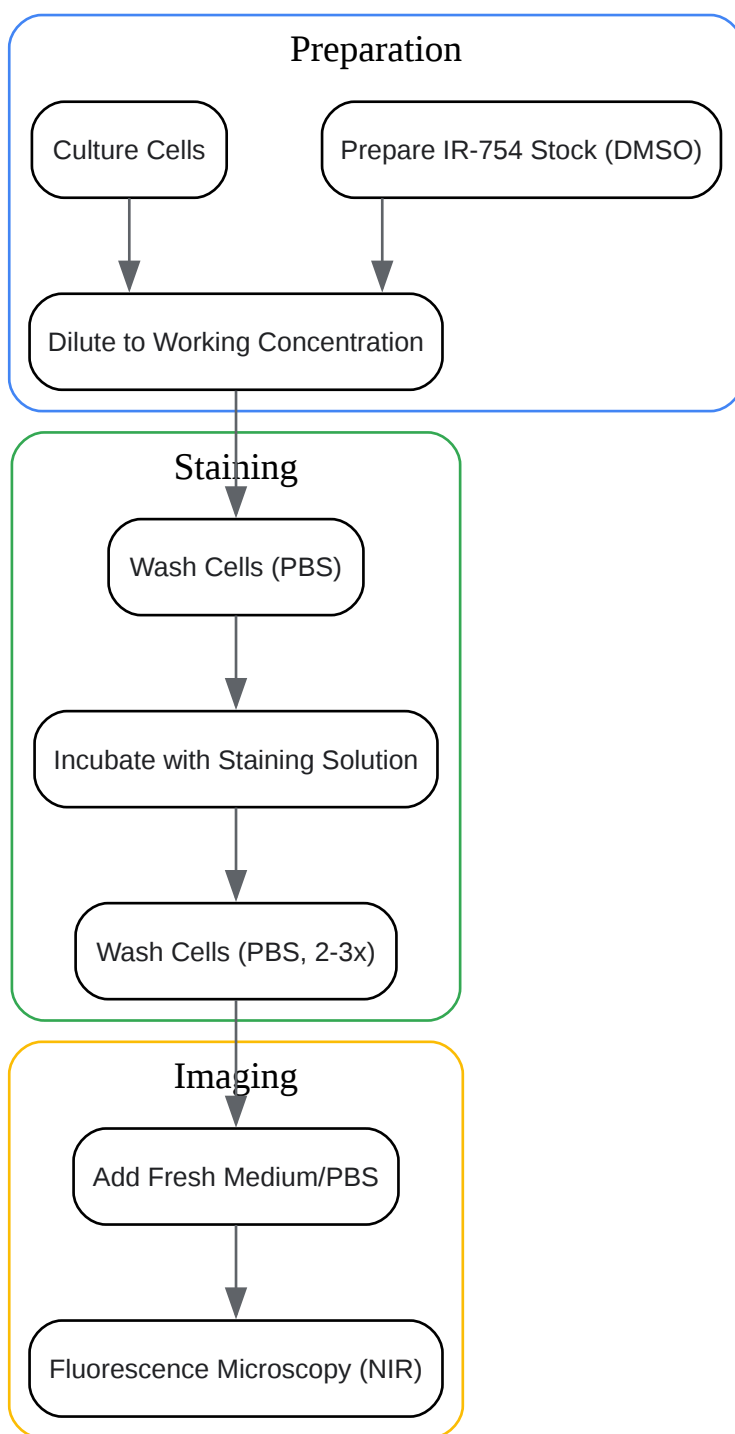 Preparation
Culture Cells
Prepare IR-754 Stock (DMSO)
Dilute to Working Concentration
Staining
Wash Cells (PBS)
Incubate with Staining Solution
Wash Cells (PBS, 2-3x)
Imaging
Add Fresh Medium/PBS
Fluorescence Microscopy (NIR)